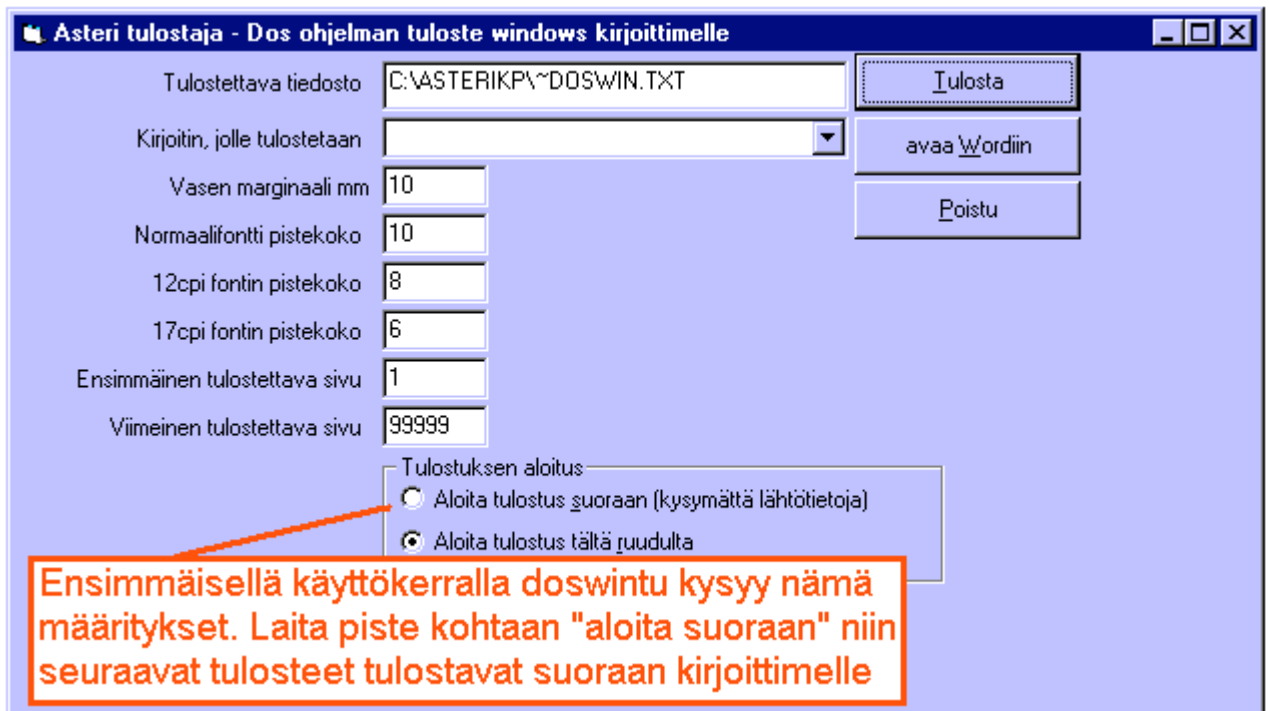 Asteri tulostaja - Dos ohjelman tuloste windows kirjoittimelle
Tulostettava tiedosto C:\ASTERIKP\~DOSWIN.TXT Tulosta
Kirjoitin, jolle tulostetaan avaa Wordiin
Vasen marginaali mm 10
Poistu
Normaalifontti pistekoko 10
12cpi fontin pistekoko 8
17cpi fontin pistekoko 6
Ensimmäinen tulostettava sivu 1
Viimeinen tulostettava sivu 99999
Tulostuksen aloitus
Aloita tulostus suoraan (kysymättä lähtötietoja)
Aloita tulostus tältä ruudulta
Ensimmäisellä käyttökerralla doswintu kysyy nämä
määritykset. Laita piste kohtaan "aloita suoraan" niin
seuraavat tulosteet tulostavat suoraan kirjoittimelle